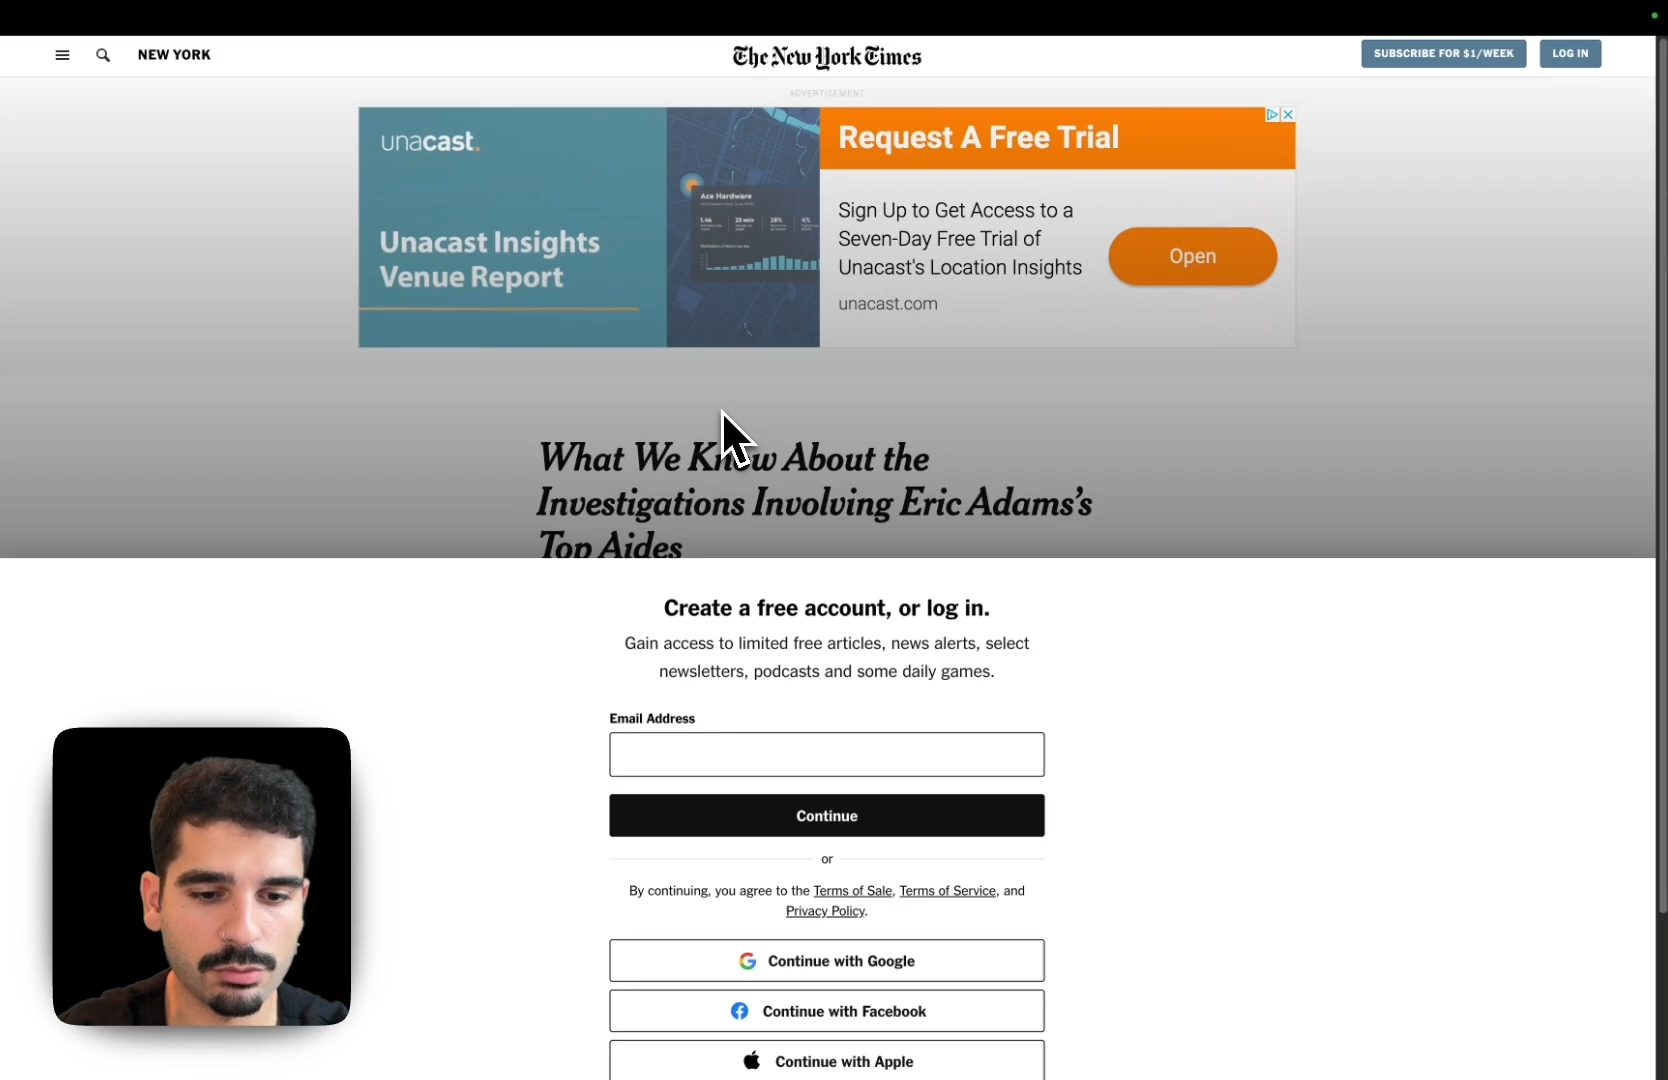 NEW YORK
The New York Times
SUBSCRIBE FOR $1/WEEK
LOG IN
ADVERTISEMENT
unacast.
Unacast Insights
Venue Report
Ace Hardware
Request A Free Trial
Sign Up to Get Access to a
Seven-Day Free Trial of
Unacast's Location Insights
unacast.com
Open
What We Know About the
Investigations Involving Eric Adams’s
Top Aides
Create a free account, or log in.
Gain access to limited free articles, news alerts, select
newsletters, podcasts and some daily games.
Email Address
Continue
or
By continuing, you agree to the Terms of Sale, Terms of Service, and
Privacy Policy.
Continue with Google
Continue with Facebook
Continue with Apple